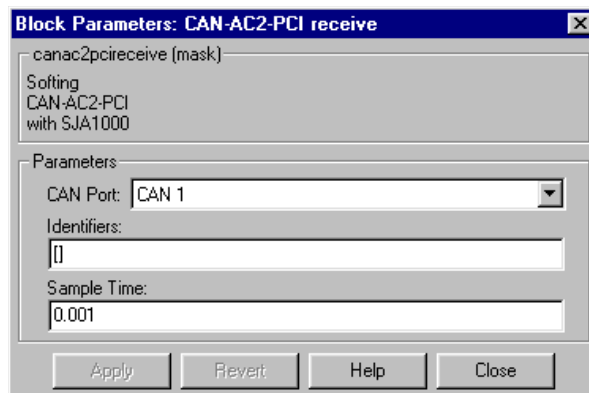 Block Parameters: CAN-AC2-PCI receive
canac2pcireceive (mask)
Softing
CAN-AC2-PCI
with SJA1000
Parameters
CAN Port: CAN 1
Identifiers:
[]
Sample Time:
0.001
Apply Revert Help Close